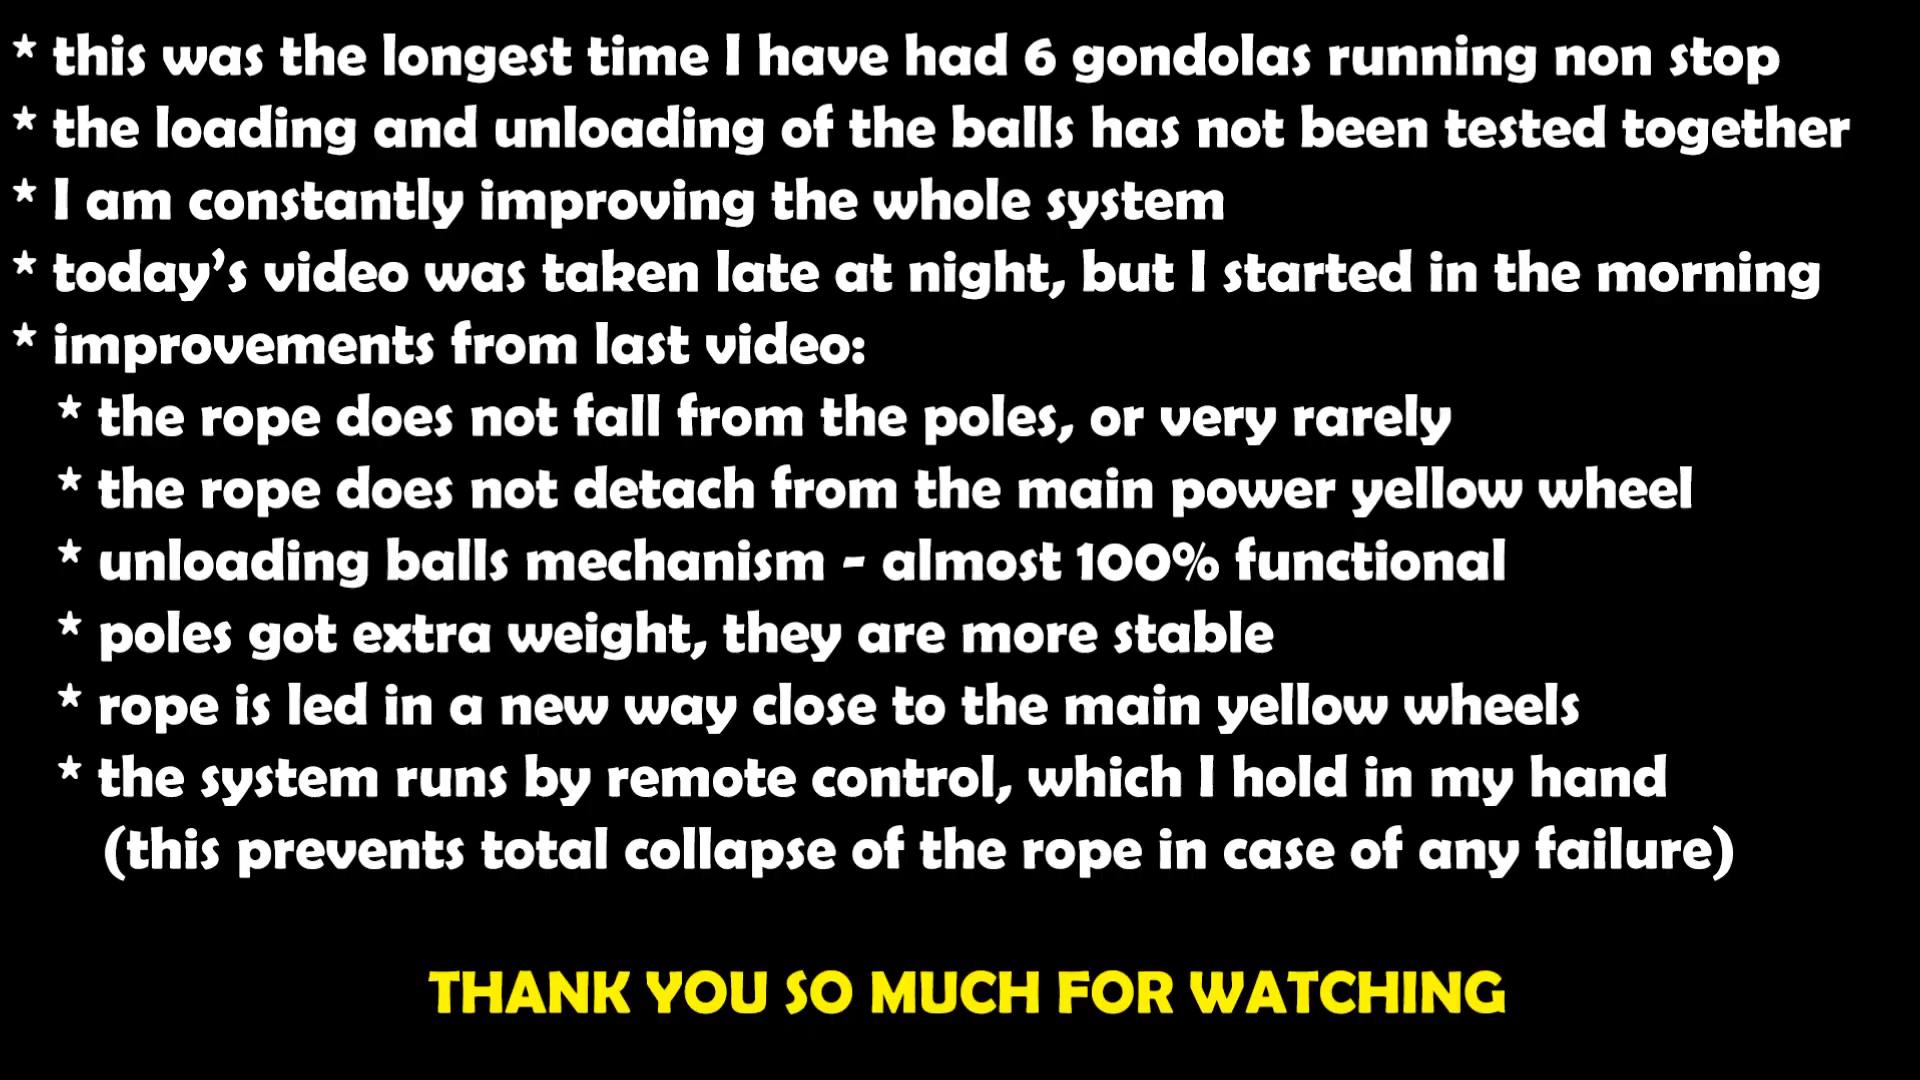 * this was the longest time I have had 6 gondolas running non stop
* the loading and unloading of the balls has not been tested together
* I am constantly improving the whole system
* today’s video was taken late at night, but I started in the morning
* improvements from last video:
* the rope does not fall from the poles, or very rarely
* the rope does not detach from the main power yellow wheel
* unloading balls mechanism - almost 100% functional
* poles got extra weight, they are more stable
* rope is led in a new way close to the main yellow wheels
* the system runs by remote control, which I hold in my hand
(this prevents total collapse of the rope in case of any failure)
THANK YOU SO MUCH FOR WATCHING